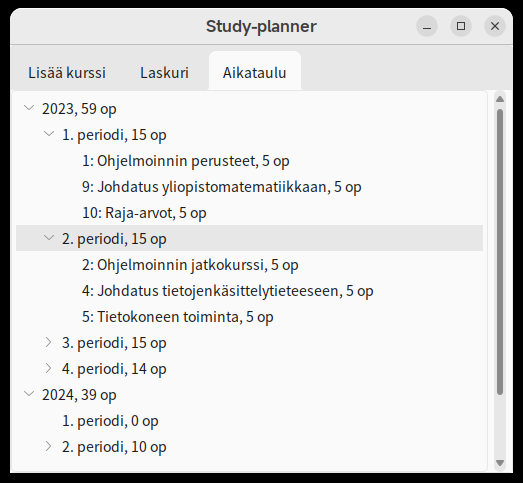 Study-planner
Lisää kurssi Laskuri Aikataulu
2023, 59 op
1. periodi, 15 op
1: Ohjelmoinnin perusteet, 5 op
9: Johdatus yliopistomatematiikkaan, 5 op
10: Raja-arvot, 5 op
2. periodi, 15 op
2: Ohjelmoinnin jatkokurssi, 5 op
4: Johdatus tietojenkäsittelytieteeseen, 5 op
5: Tietokoneen toiminta, 5 op
3. periodi, 15 op
4. periodi, 14 op
2024, 39 op
1. periodi, 0 op
2. periodi, 10 op